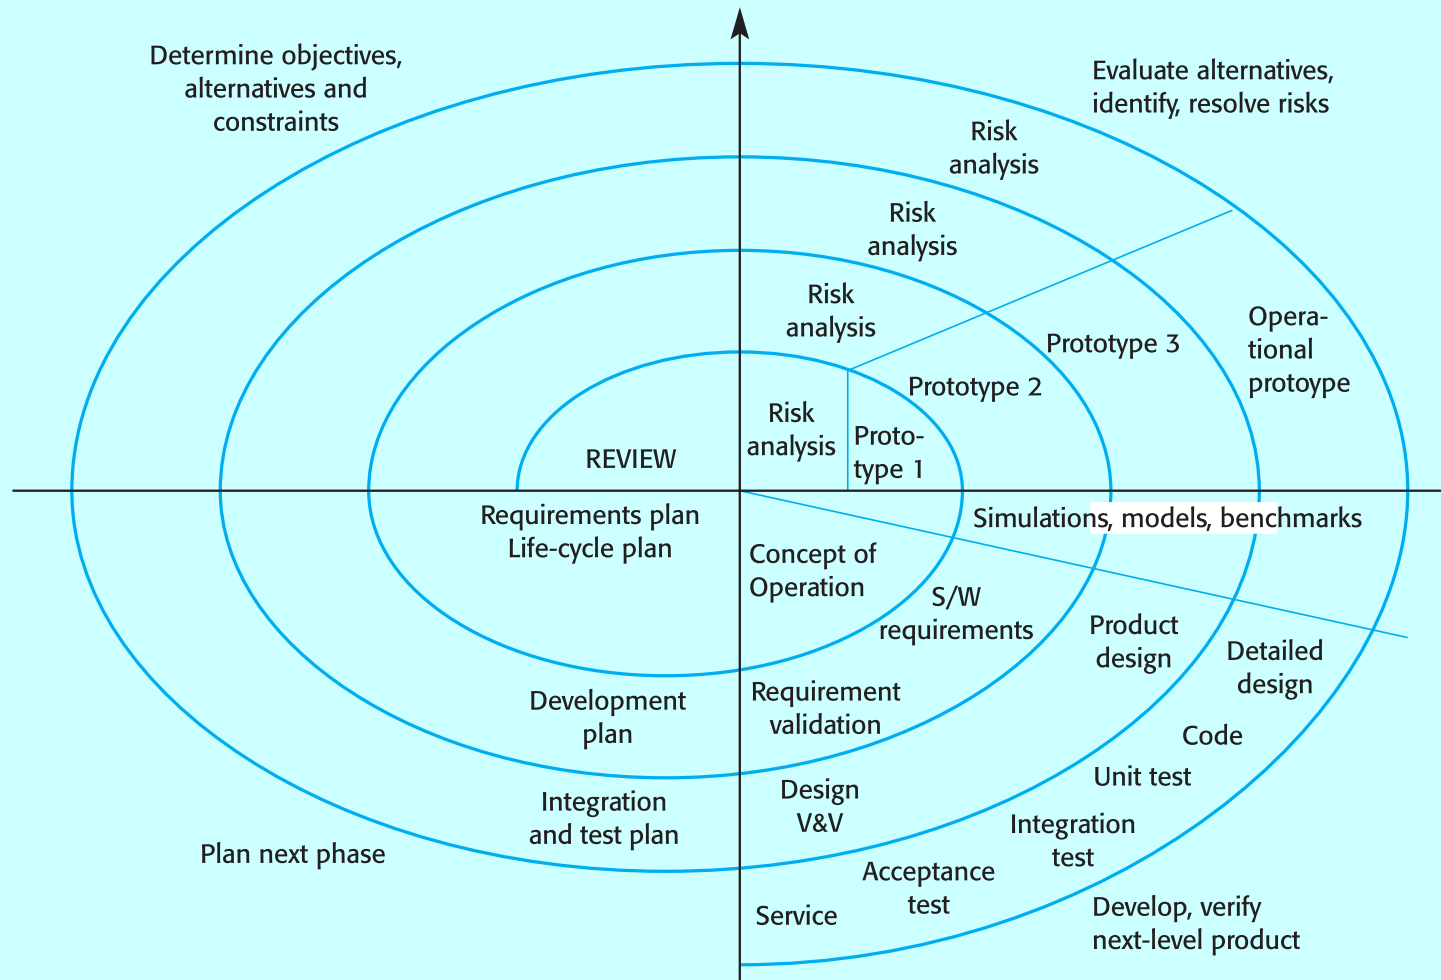 Determine objectives,
alternatives and
constraints
Evaluate alternatives,
identify, resolve risks
Risk
analysis
Risk
analysis
Risk
analysis
Risk
analysis
Opera-
tional
protoype
Prototype 3
Prototype 2
Proto-
type 1
REVIEW
Requirements plan
Life-cycle plan
Simulations, models, benchmarks
Concept of
Operation
S/W
requirements
Product
design
Detailed
design
Development
plan
Requirement
validation
Code
Unit test
Integration
and test plan
Design
V&V
Integration
test
Plan next phase
Acceptance
test
Service
Develop, verify
next-level product